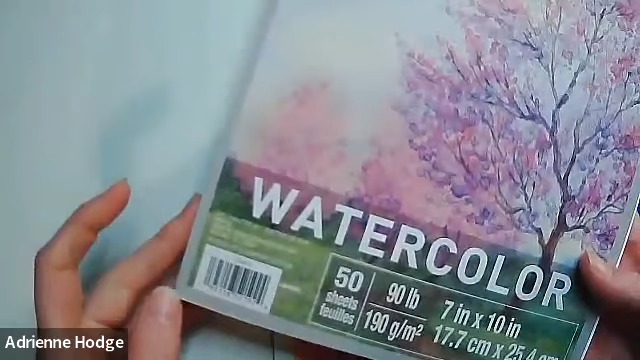 WATERCOLOR
50
sheets
feuilles
90 lb
190 g/m²
7 in x 10 in
17.7 cm x 25.4 cm
Adrienne Hodge